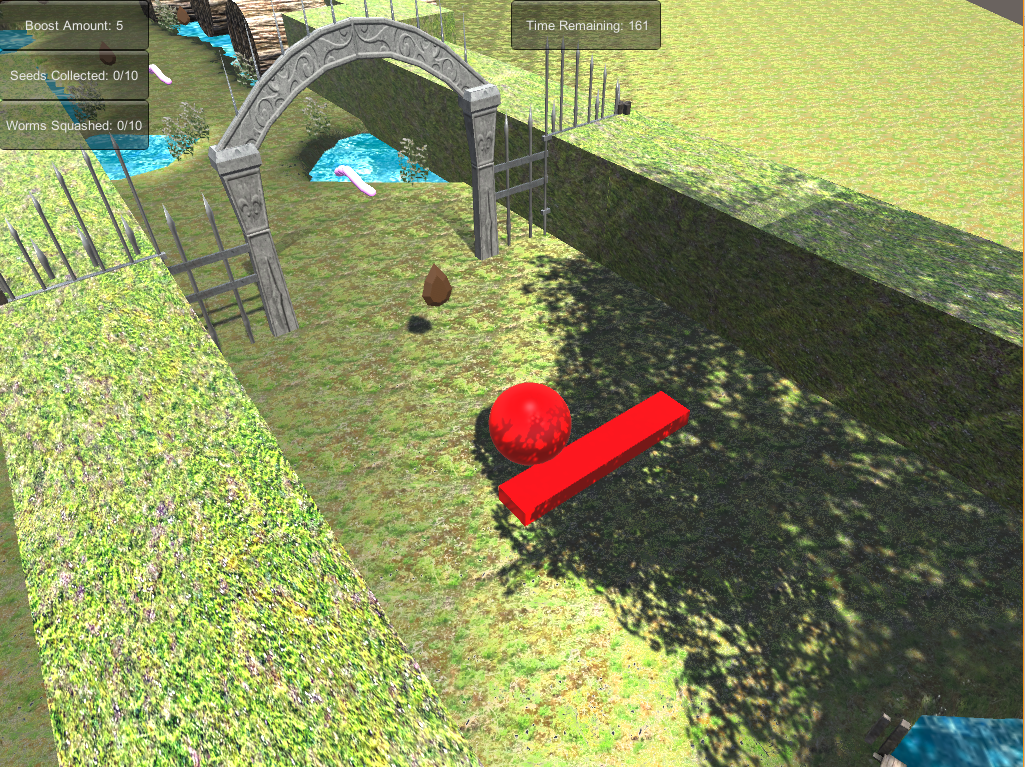 Boost Amount: 5
Time Remaining: 161
Seeds Collected: 0/10
Worms Squashed: 0/10